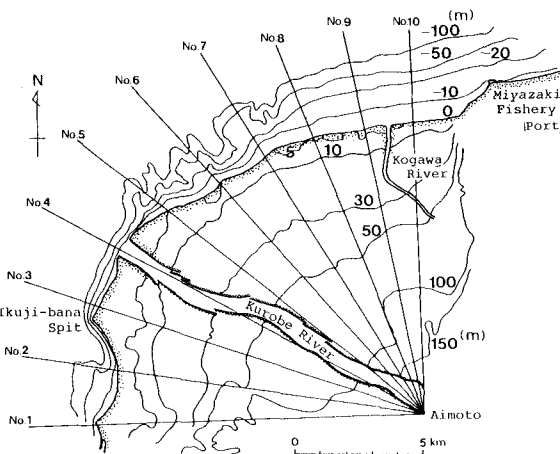 No.9 No.10 (m)
No.8 -100
No.7 -50 -20
No.6
N -10 Miyazaki
0 Fishery
Port
No.5 5 10
Kogawa
River
No.4 30
50
No.3 100
Kurobe River
Ikuji-bana
Spit
150 (m)
No.2
No.1 Aimoto
0 5 km